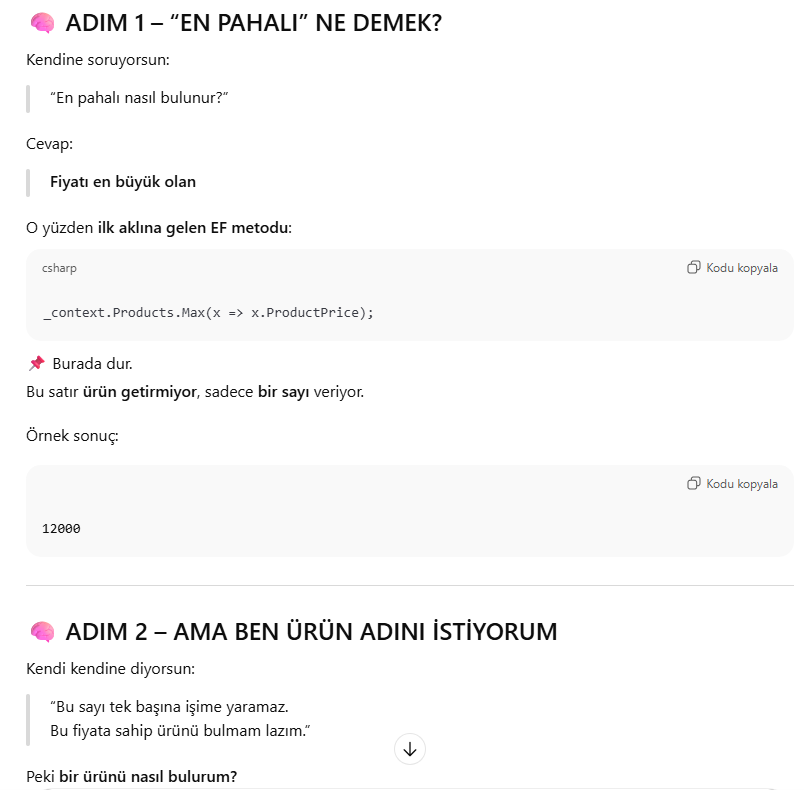 🧠 ADIM 1 – “EN PAHALI” NE DEMEK?
Kendine soruyorsun:
“En pahalı nasıl bulunur?”
Cevap:
Fiyatı en büyük olan
O yüzden ilk aklına gelen EF metodu:
csharp
Kodu kopyala
_context.Products.Max(x => x.ProductPrice);
📌 Burada dur.
Bu satır ürün getirmiyor, sadece bir sayı veriyor.
Örnek sonuç:
Kodu kopyala
12000
🧠 ADIM 2 – AMA BEN ÜRÜN ADINI İSTİYORUM
Kendi kendine diyorsun:
“Bu sayı tek başına işime yaramaz.
Bu fiyata sahip ürünü bulmam lazım.”
Peki bir ürünü nasıl bulurum?